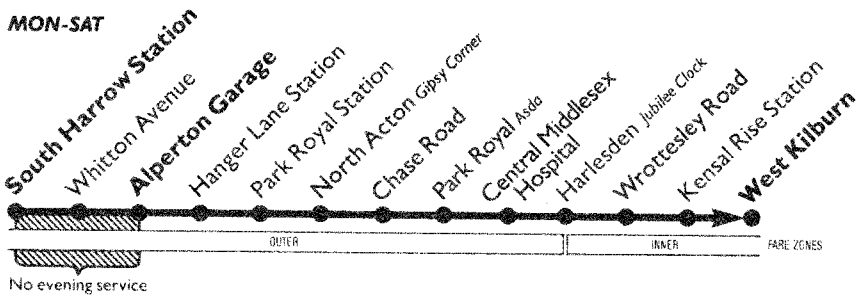 MON-SAT
South Harrow Station
Whitton Avenue
Alperton Garage
Hanger Lane Station
Park Royal Station
North Acton Gipsy Corner
Chase Road
Park Royal Asda
Central Middlesex
Hospital
Harlesden Jubilee Clock
Wrottesley Road
Kensal Rise Station
West Kilburn
OUTER
INNER
FARE ZONES
No evening service